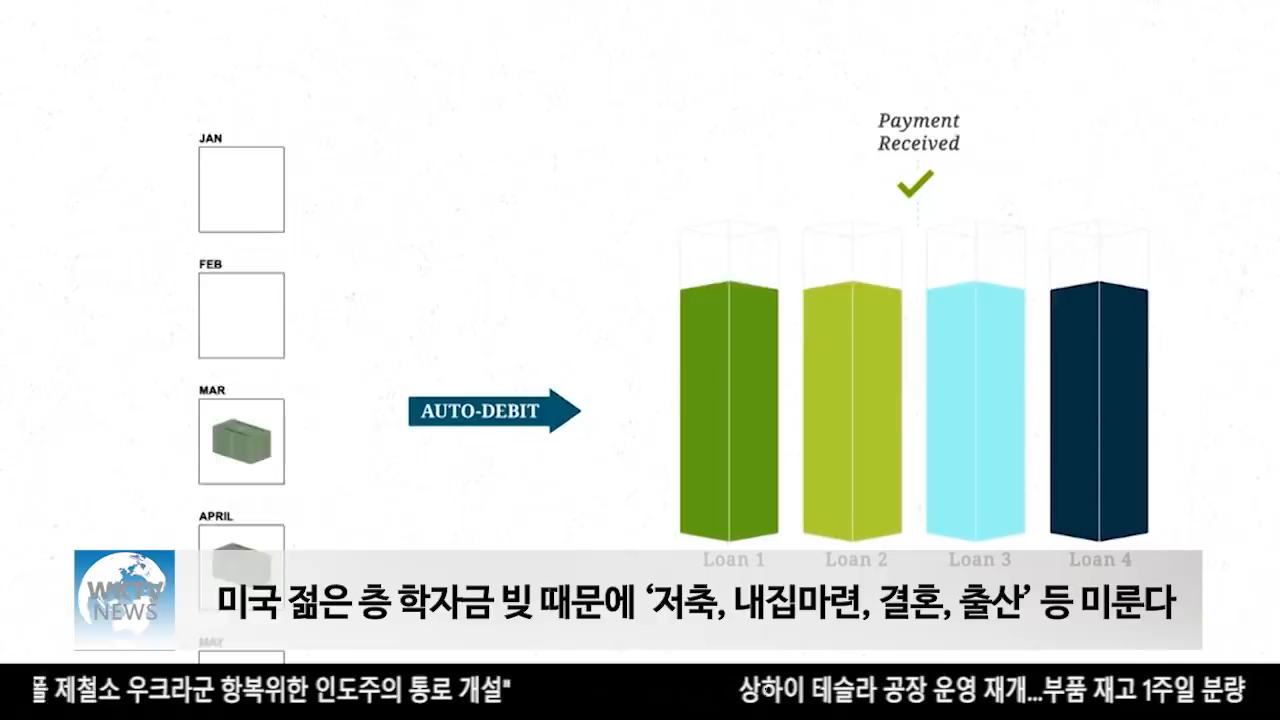 Payment
Received
JAN
FEB
MAR
AUTO-DEBIT
APRIL
Loan 1
Loan 2
Loan 3
Loan 4
WKTV
NEWS
미국 젊은 층 학자금 빚 때문에 ‘저축, 내집마련, 결혼, 출산’ 등 미룬다
MAY
제철소 우크라군 항복위한 인도주의 통로 개설"
상하이 테슬라 공장 운영 재개...부품 재고 1주일 분량